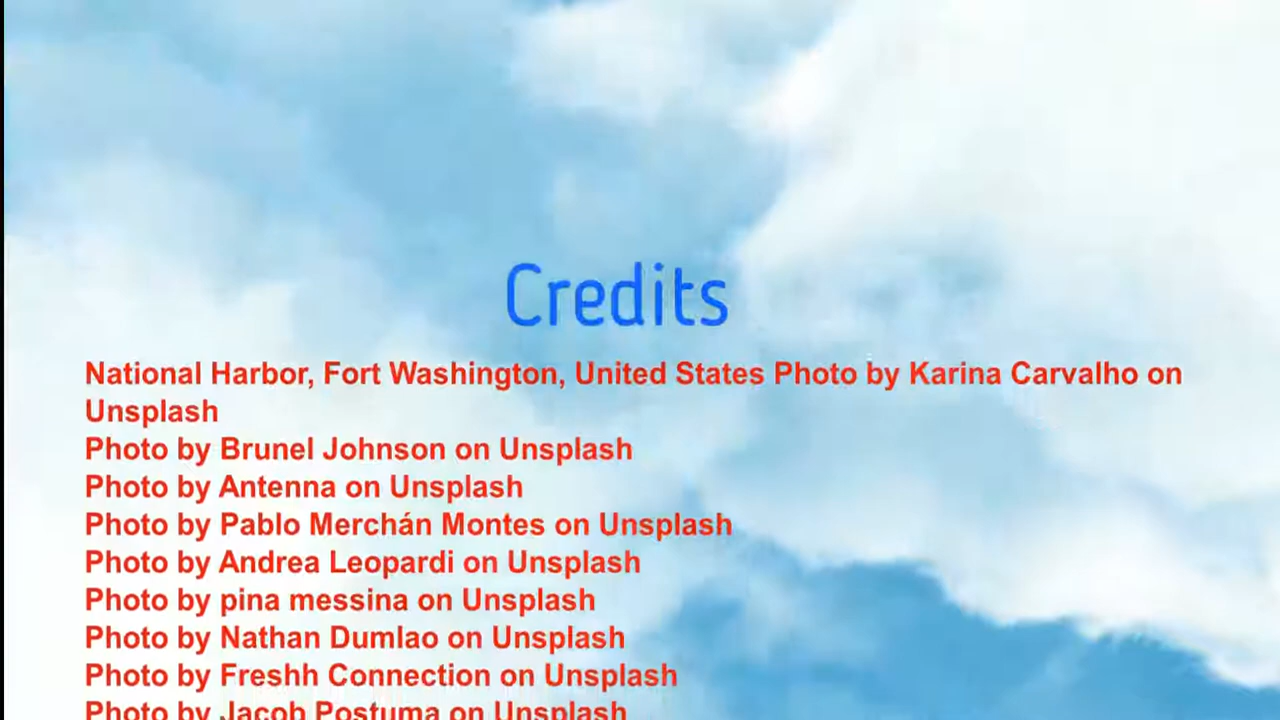 Credits
National Harbor, Fort Washington, United States Photo by Karina Carvalho on
Unsplash
Photo by Brunel Johnson on Unsplash
Photo by Antenna on Unsplash
Photo by Pablo Merchán Montes on Unsplash
Photo by Andrea Leopardi on Unsplash
Photo by pina messina on Unsplash
Photo by Nathan Dumlao on Unsplash
Photo by Freshh Connection on Unsplash
Photo by Jacob Postuma on Unsplash